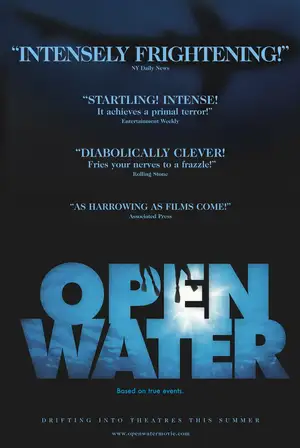 “INTENSELY FRIGHTENING!”
NY Daily News
“STARTLING! INTENSE!
It achieves a primal terror!”
Entertainment Weekly
“DIABOLICALLY CLEVER!
Fries your nerves to a frazzle!”
Rolling Stone
“AS HARROWING AS FILMS COME!”
Associated Press
OPEN
WATER
Based on true events.
DRIFTING INTO THEATRES THIS SUMMER
www.openwatermovie.com